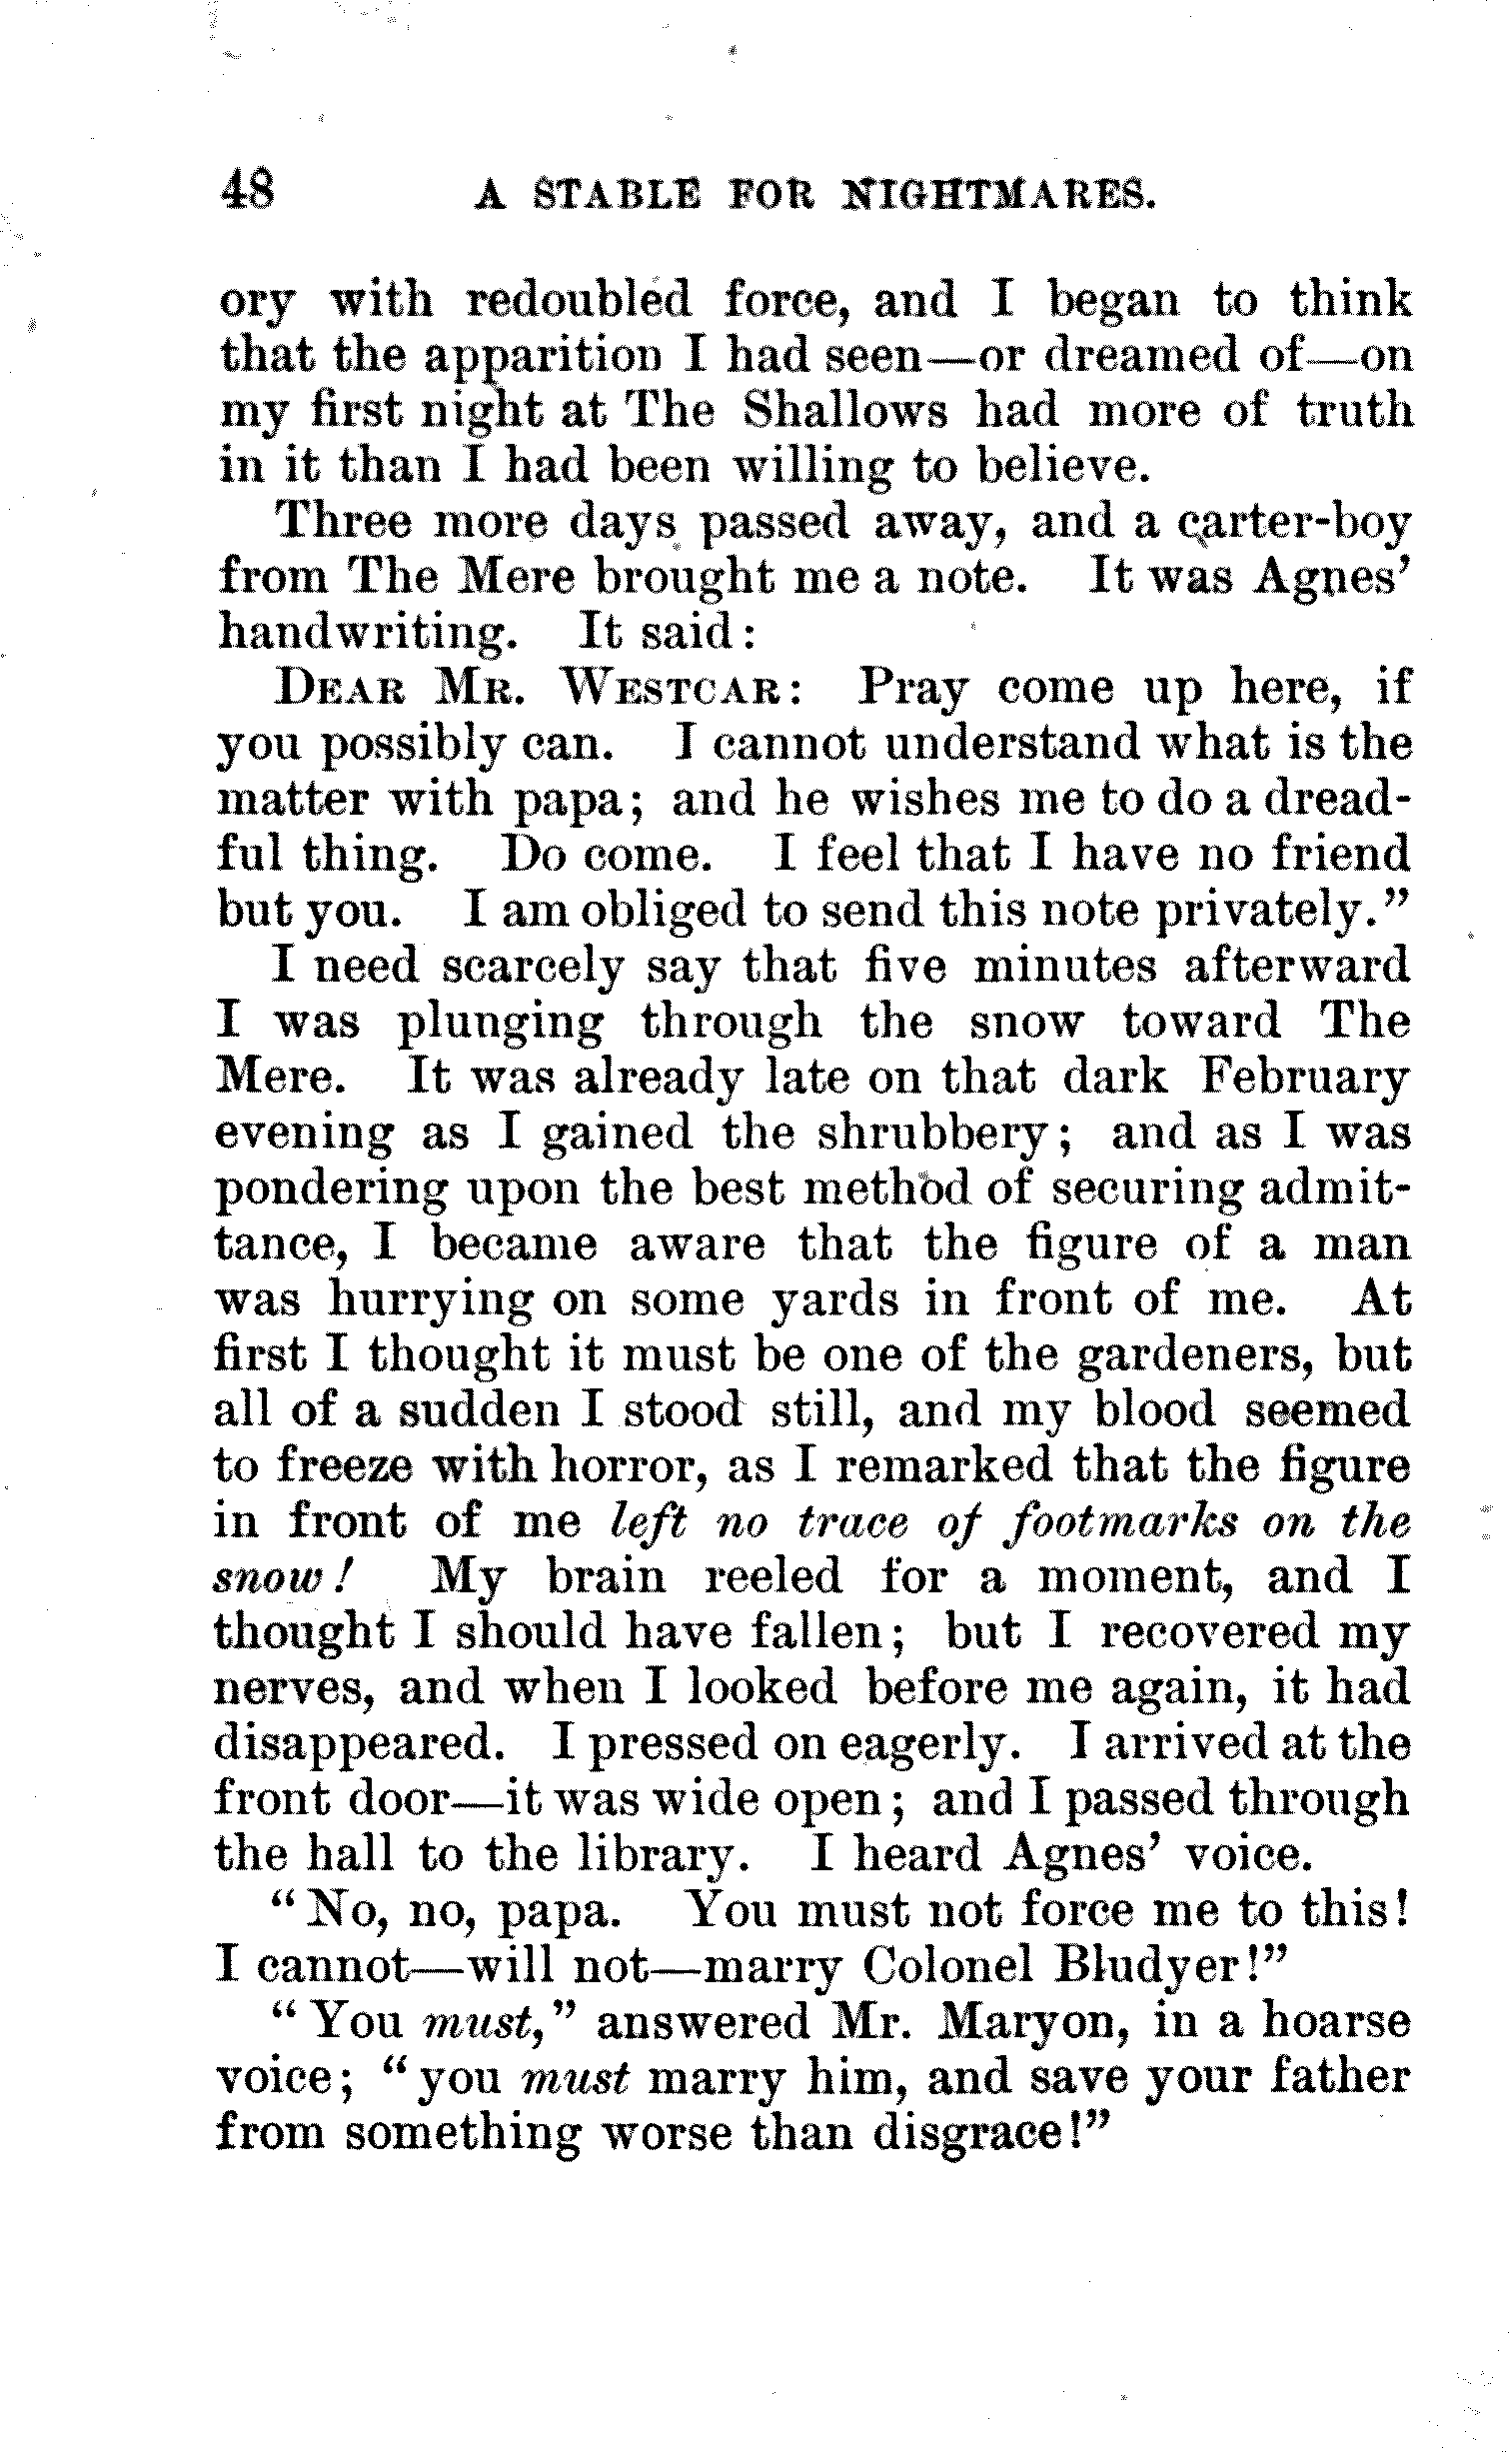 48 A STABLE FOR NIGHTMARES.
ory with redoubled force, and I began to think
that the apparition I had seen—or dreamed of—on
my first night at The Shallows had more of truth
in it than I had been willing to believe.
Three more days passed away, and a carter-boy
from The Mere brought me a note. It was Agnes’
handwriting. It said:
DEAR MR. WESTCAR: Pray come up here, if
you possibly can. I cannot understand what is the
matter with papa; and he wishes me to do a dread-
ful thing. Do come. I feel that I have no friend
but you. I am obliged to send this note privately.”
I need scarcely say that five minutes afterward
I was plunging through the snow toward The
Mere. It was already late on that dark February
evening as I gained the shrubbery; and as I was
pondering upon the best method of securing admit-
tance, I became aware that the figure of a man
was hurrying on some yards in front of me. At
first I thought it must be one of the gardeners, but
all of a sudden I stood still, and my blood seemed
to freeze with horror, as I remarked that the figure
in front of me left no trace of footmarks on the
snow! My brain reeled for a moment, and I
thought I should have fallen; but I recovered my
nerves, and when I looked before me again, it had
disappeared. I pressed on eagerly. I arrived at the
front door—it was wide open; and I passed through
the hall to the library. I heard Agnes’ voice.
“No, no, papa. You must not force me to this!
I cannot—will not—marry Colonel Bludyer!”
“You must,” answered Mr. Maryon, in a hoarse
voice; “you must marry him, and save your father
from something worse than disgrace!”